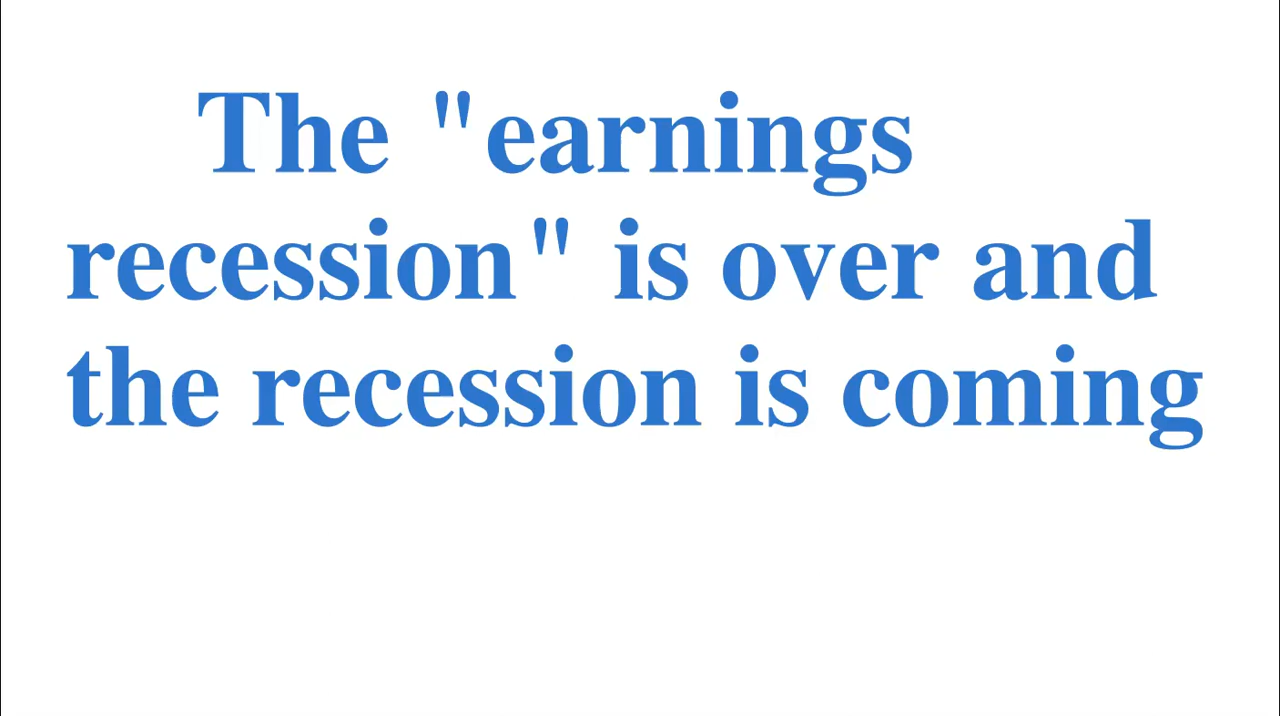 The "earnings
recession" is over and
the recession is coming